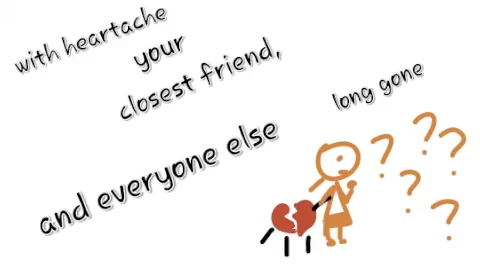 with heartache
your
closest friend,
and everyone else
long gone
? ? ? ? ?